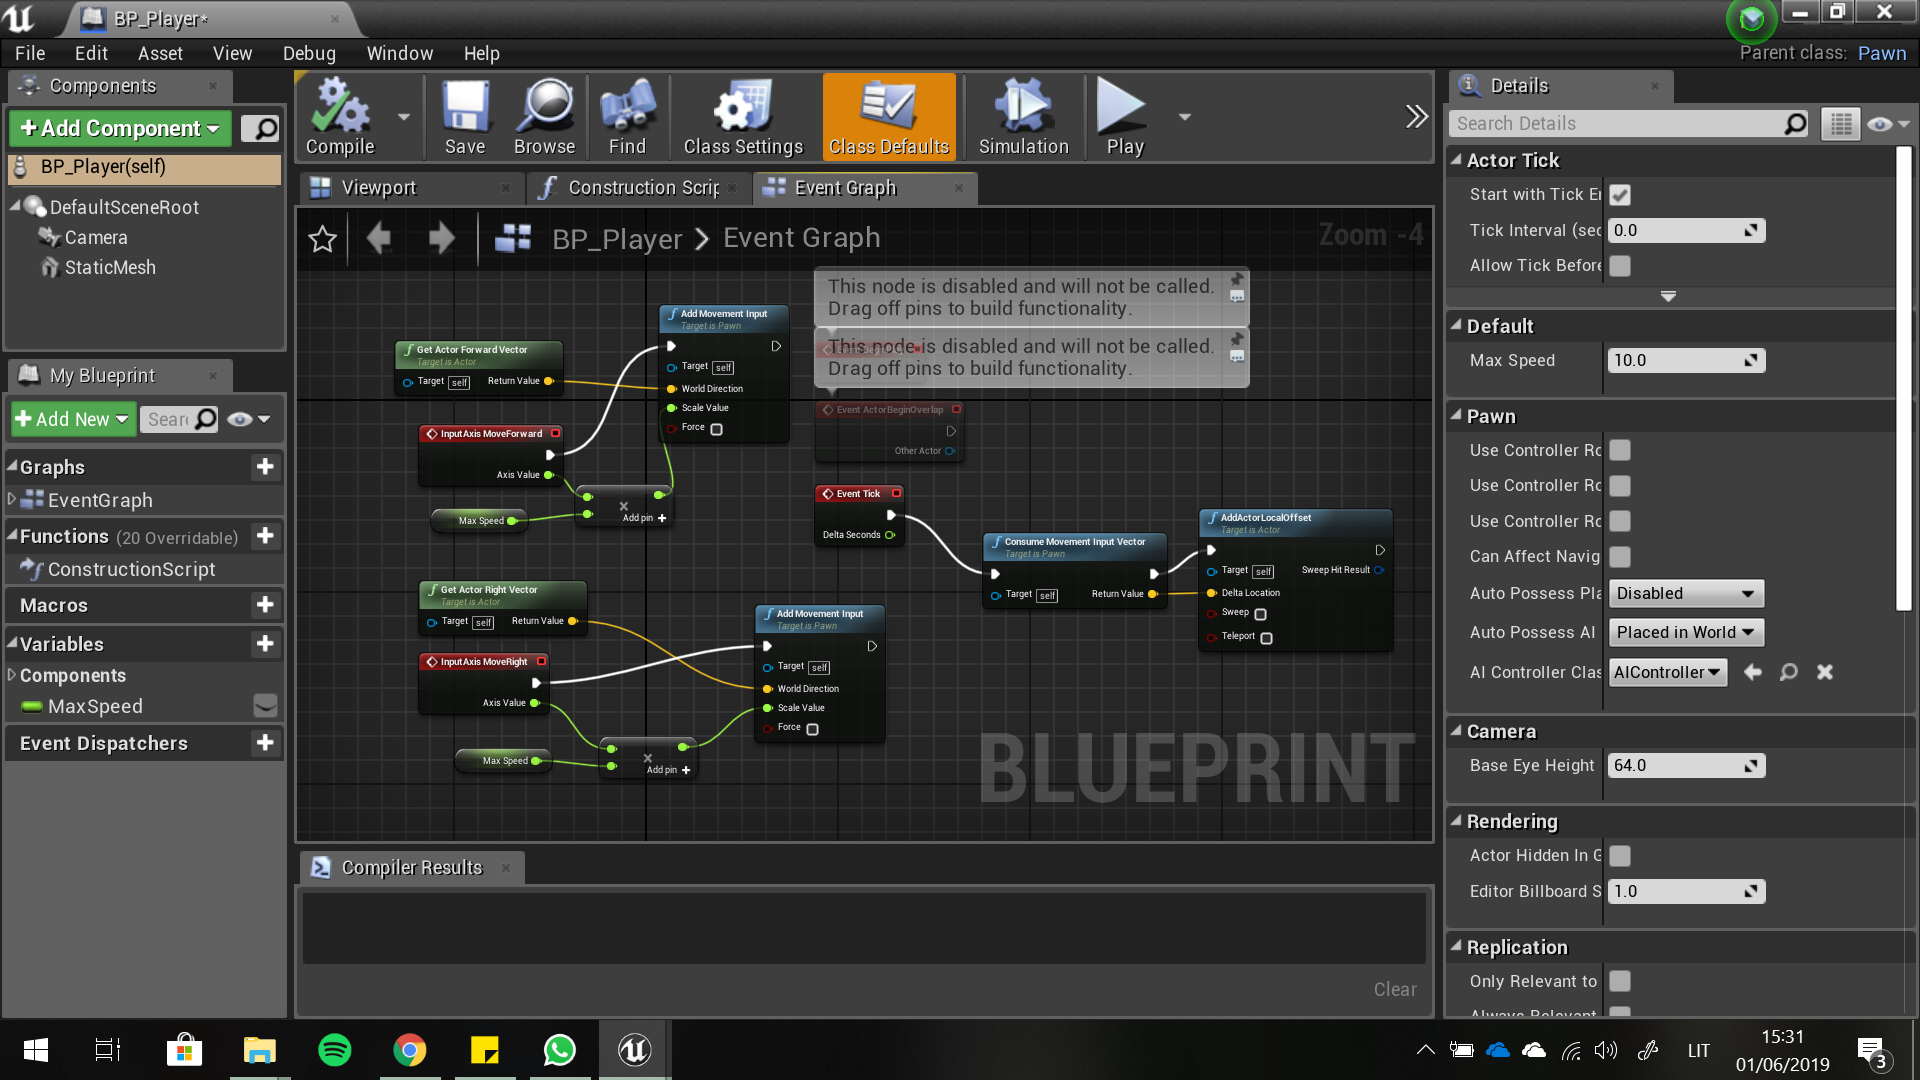 BP_Player*
File Edit Asset View Debug Window Help
Parent class: Pawn
Components
+Add Component
BP_Player(self)
DefaultSceneRoot
Camera
StaticMesh
My Blueprint
+Add New
Sear
Graphs
EventGraph
Functions (20 Overridable)
ConstructionScript
Macros
Variables
Components
MaxSpeed
Event Dispatchers
Compile
Save
Browse
Find
Class Settings
Class Defaults
Simulation
Play
Viewport
Construction Scrip
Event Graph
BP_Player > Event Graph
Zoom -4
This node is disabled and will not be called.
Drag off pins to build functionality.
This node is disabled and will not be called.
Drag off pins to build functionality.
Add Movement Input
Target is Pawn
Target self
World Direction
Scale Value
Force
Get Actor Forward Vector
Target is Actor
Target self Return Value
InputAxis MoveForward
Axis Value
Max Speed
Add pin +
Event ActorBeginOverlap
Other Actor
Event Tick
Delta Seconds
Consume Movement Input Vector
Target is Pawn
Target self Return Value
AddActorLocalOffset
Target is Actor
Target self Sweep Hit Result
Delta Location
Sweep
Teleport
Get Actor Right Vector
Target is Actor
Target self Return Value
InputAxis MoveRight
Axis Value
Max Speed
Add pin +
Add Movement Input
Target is Pawn
Target self
World Direction
Scale Value
Force
BLUEPRINT
Compiler Results
Clear
Details
Search Details
Actor Tick
Start with Tick E
Tick Interval (sec 0.0
Allow Tick Before
Default
Max Speed 10.0
Pawn
Use Controller Ro
Use Controller Ro
Use Controller Ro
Can Affect Navig
Auto Possess Pla Disabled
Auto Possess AI Placed in World
AI Controller Clas AIController
Camera
Base Eye Height 64.0
Rendering
Actor Hidden In G
Editor Billboard S 1.0
Replication
Only Relevant to
Always Relevant
LIT
15:31
01/06/2019
3